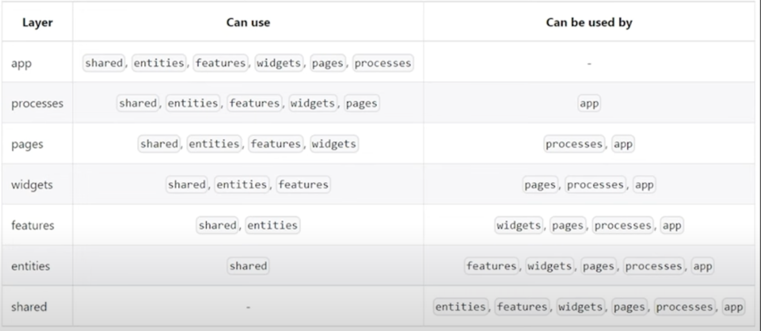 Layer Can use Can be used by
app shared, entities, features, widgets, pages, processes -
processes shared, entities, features, widgets, pages app
pages shared, entities, features, widgets processes, app
widgets shared, entities, features pages, processes, app
features shared, entities widgets, pages, processes, app
entities shared features, widgets, pages, processes, app
shared - entities, features, widgets, pages, processes, app